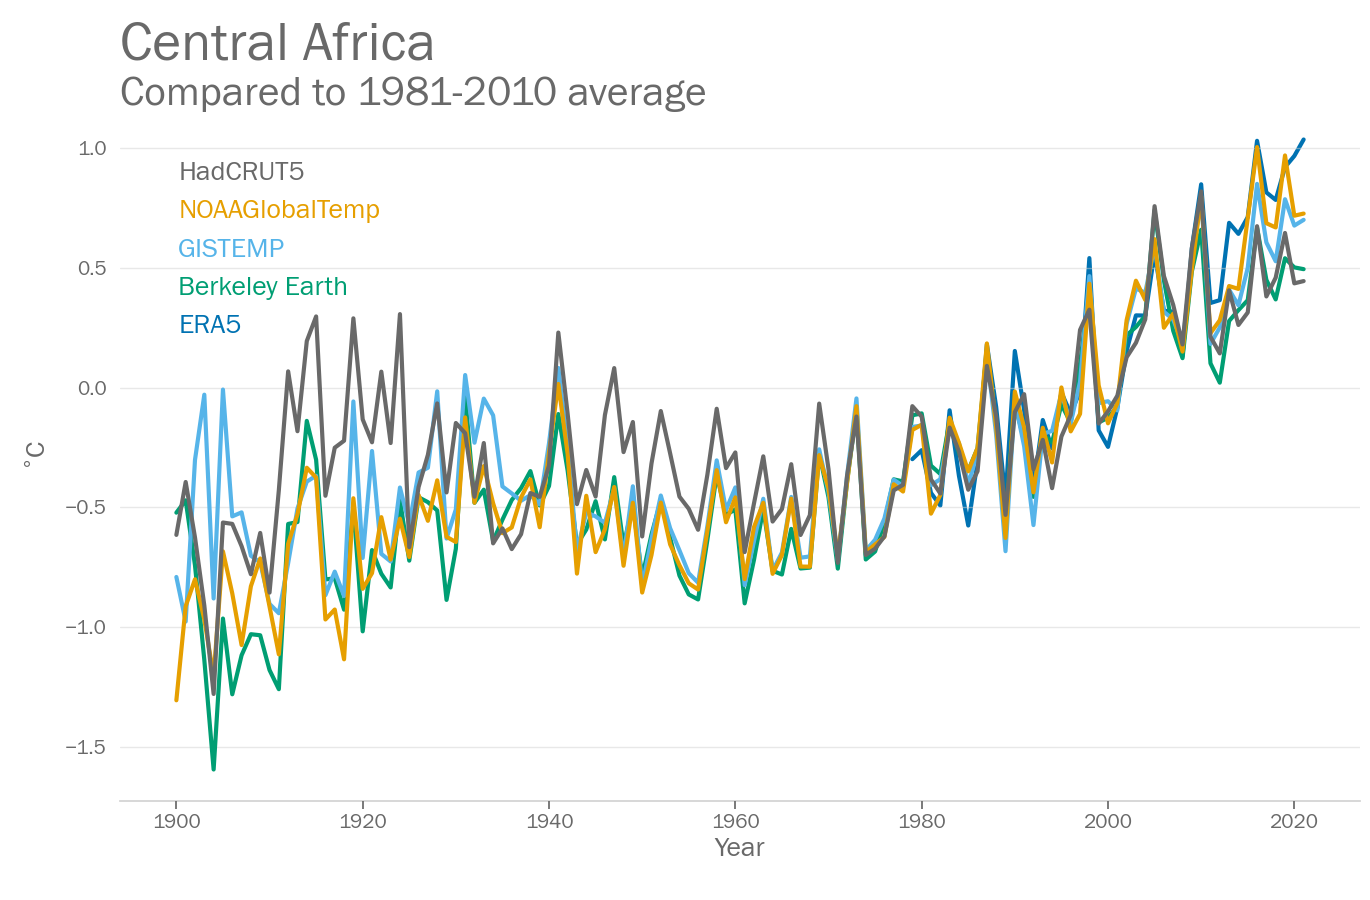 Central Africa
Compared to 1981-2010 average
HadCRUT5
NOAAGlobalTemp
GISTEMP
Berkeley Earth
ERA5
1.0
0.5
0.0
−0.5
−1.0
−1.5
°C
1900 1920 1940 1960 1980 2000 2020
Year